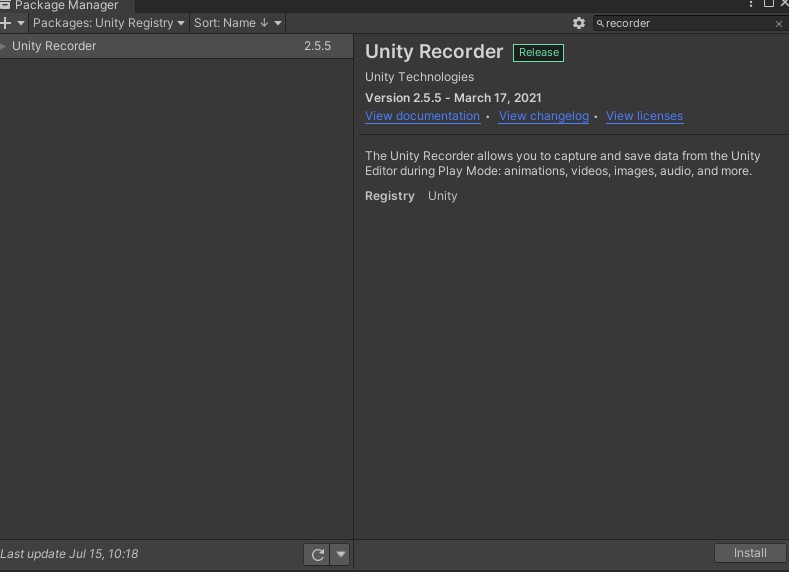 Package Manager
Packages: Unity Registry Sort: Name ↓ recorder
Unity Recorder 2.5.5
Unity Recorder Release
Unity Technologies
Version 2.5.5 - March 17, 2021
View documentation • View changelog • View licenses
The Unity Recorder allows you to capture and save data from the Unity
Editor during Play Mode: animations, videos, images, audio, and more.
Registry Unity
Last update Jul 15, 10:18
Install